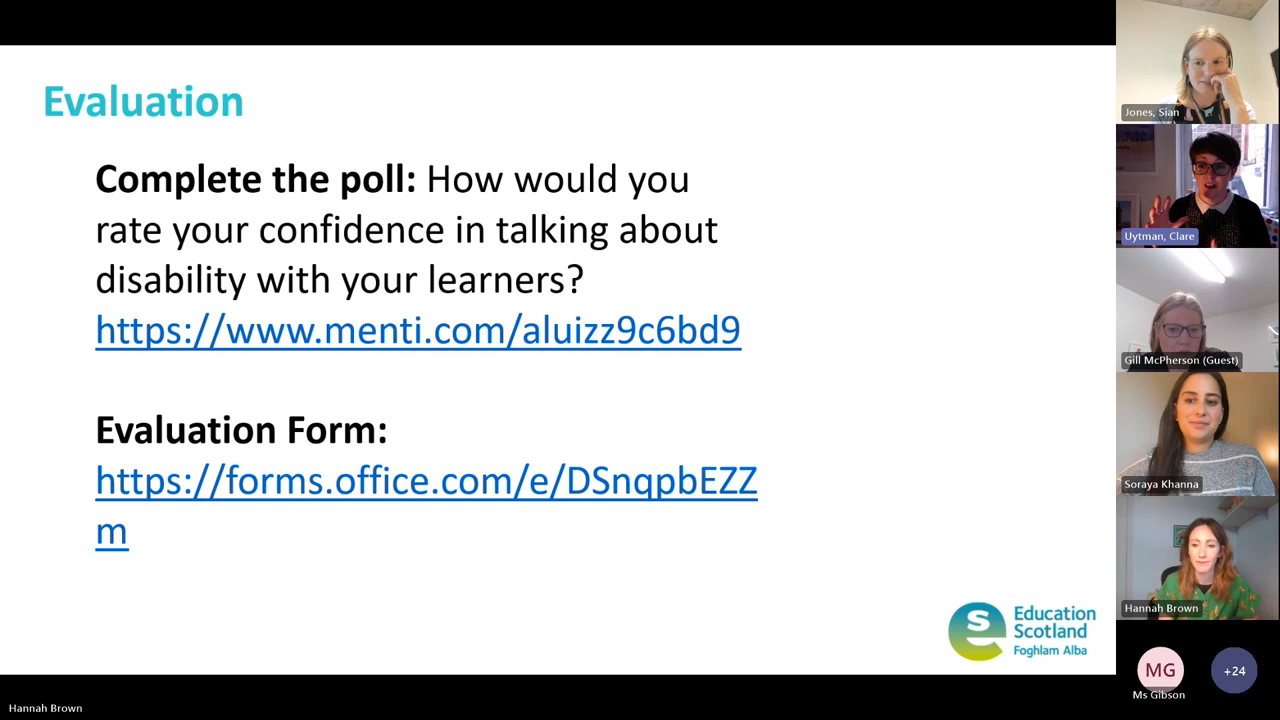 Evaluation
Complete the poll: How would you
rate your confidence in talking about
disability with your learners?
https://www.menti.com/aluizz9c6bd9
Evaluation Form:
https://forms.office.com/e/DSnqpbEZZ
m
Education
Scotland
Foghlam Alba
Jones, Sian
Uytman, Clare
Gill McPherson (Guest)
Soraya Khanna
Hannah Brown
MG
Ms Gibson
+24
Hannah Brown